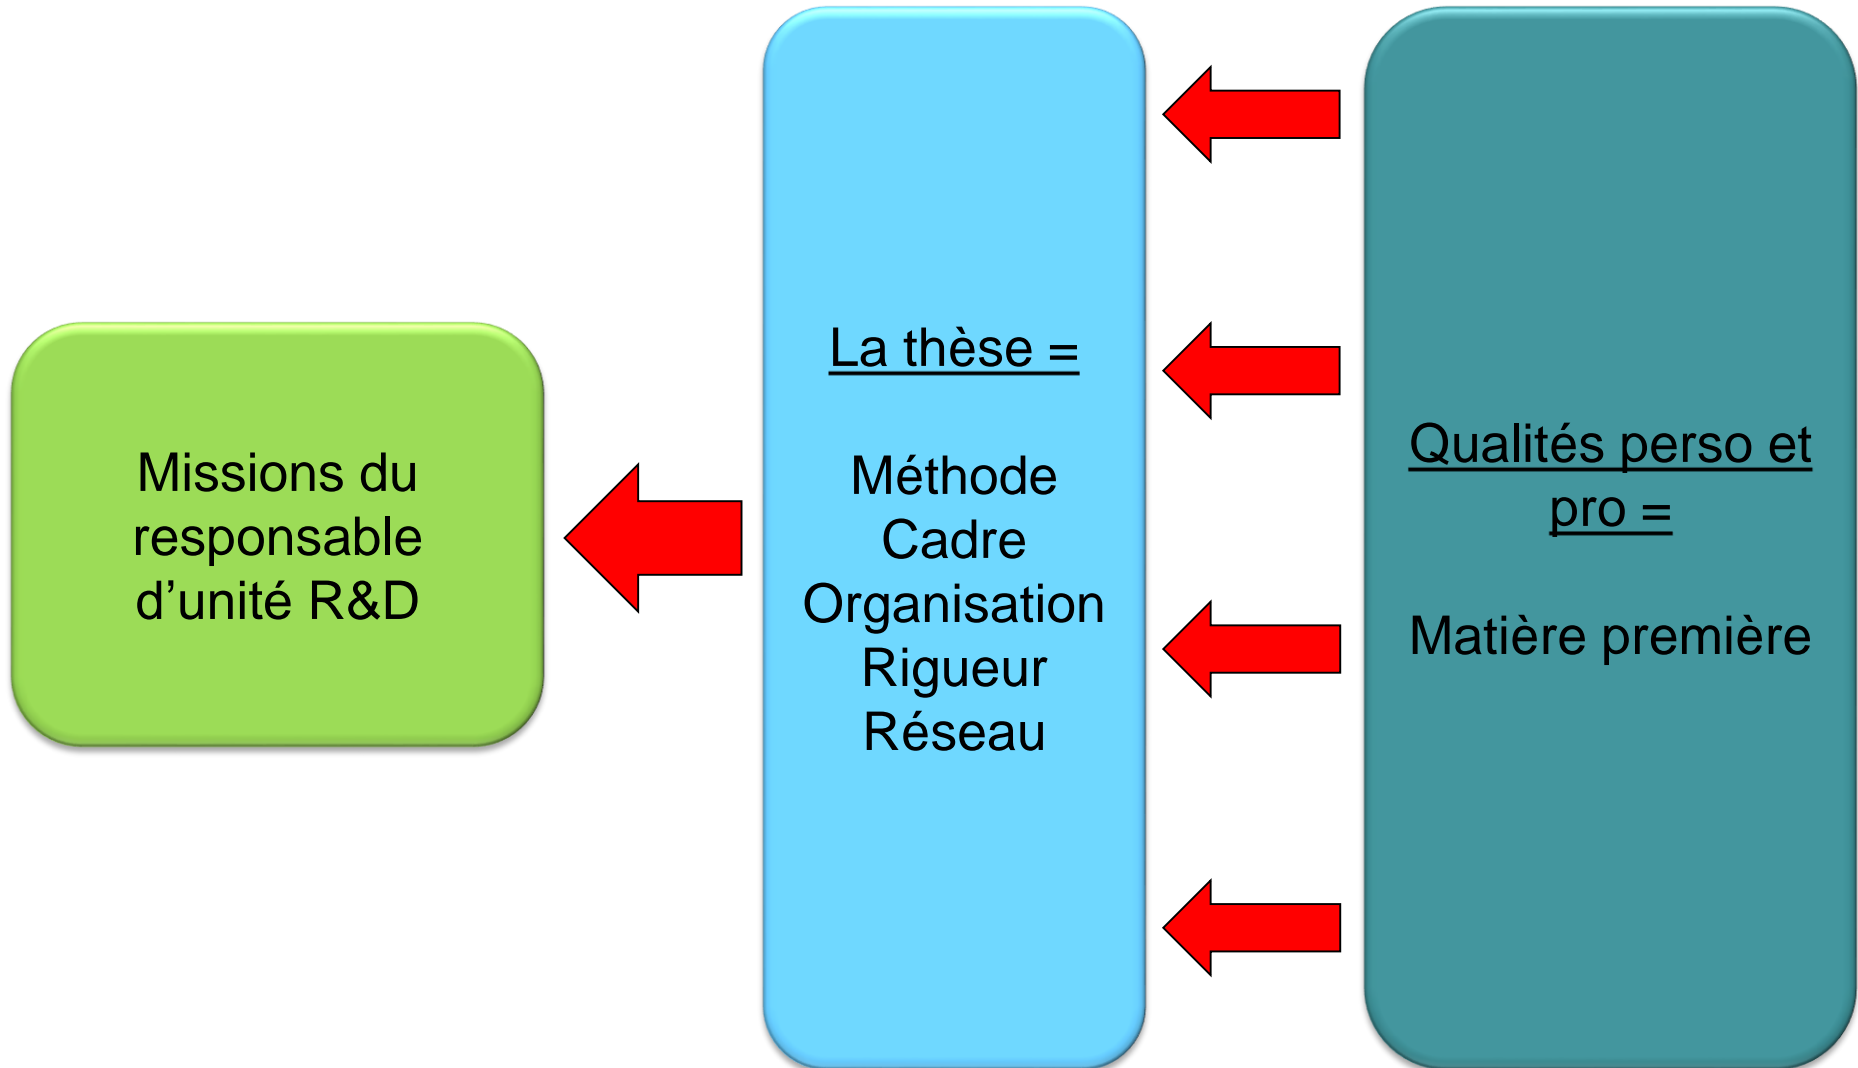 Missions du
responsable
d’unité R&D
La thèse =
Méthode
Cadre
Organisation
Rigueur
Réseau
Qualités perso et
pro =
Matière première